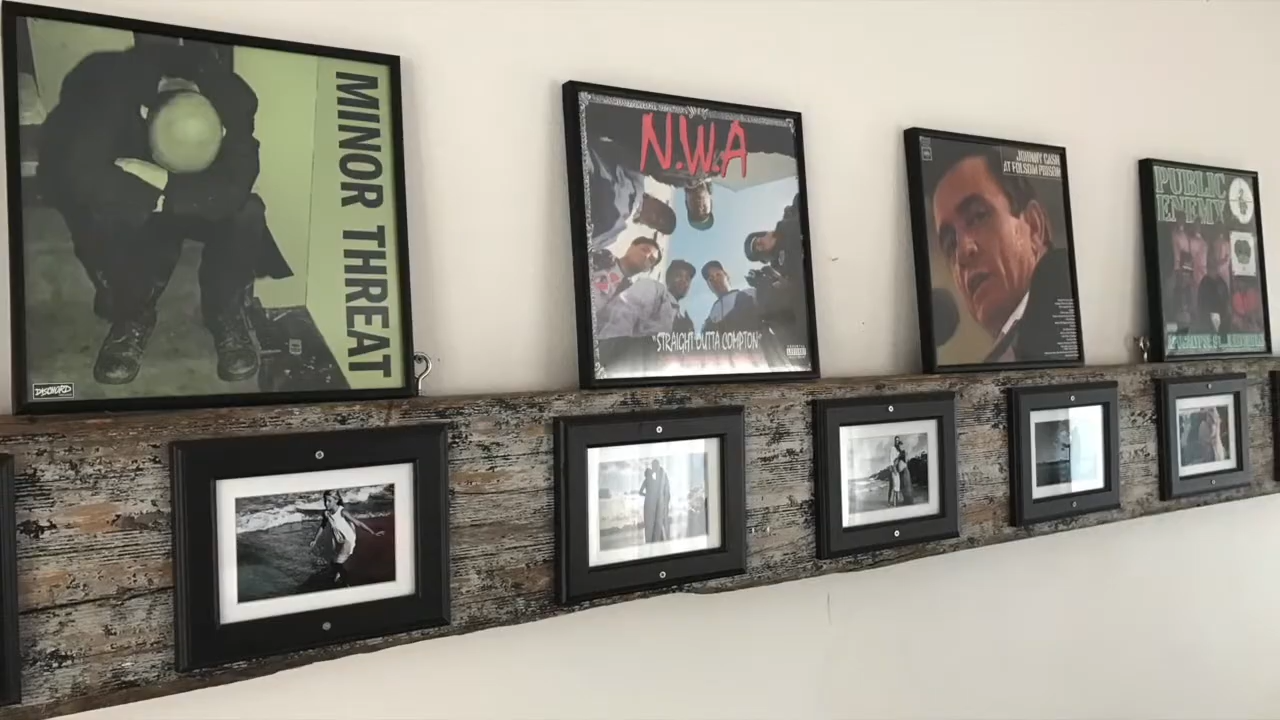 MINOR THREAT
DISCHORD
N.W.A
"STRAIGHT OUTTA COMPTON"
JOHNNY CASH
AT FOLSOM PRISON
PUBLIC
ENEMY